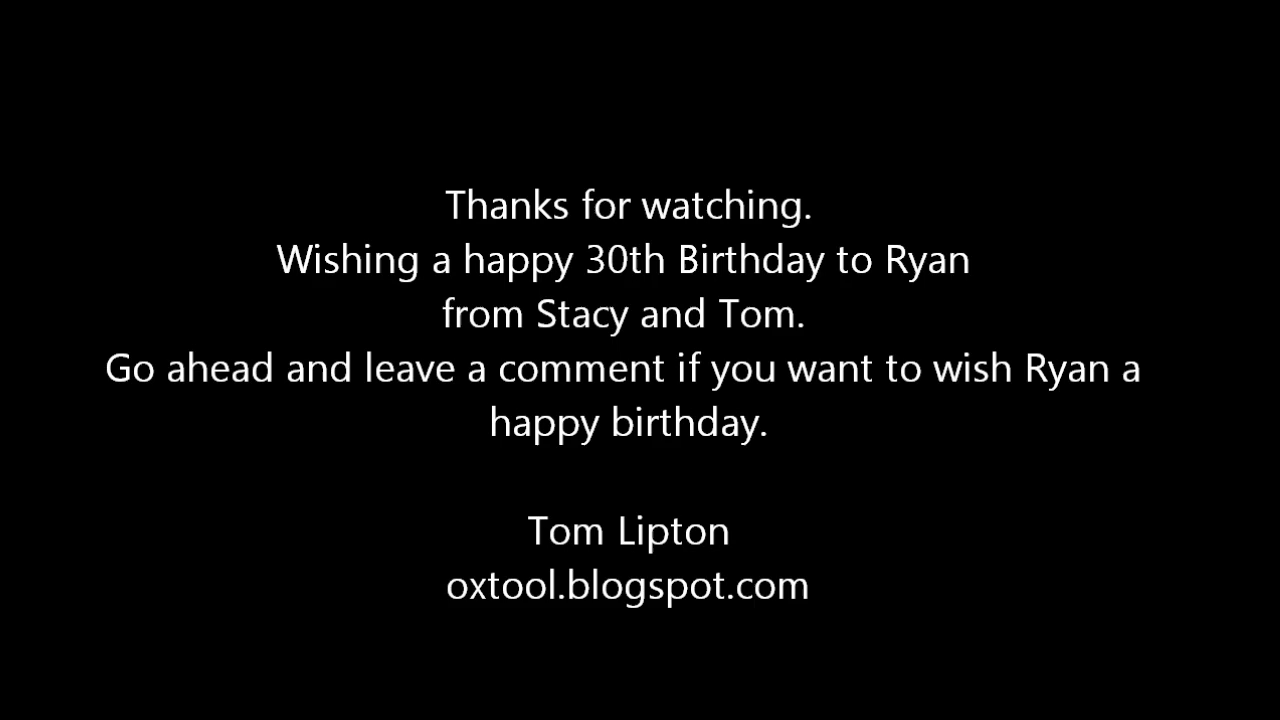 Thanks for watching.
Wishing a happy 30th Birthday to Ryan
from Stacy and Tom.
Go ahead and leave a comment if you want to wish Ryan a
happy birthday.
Tom Lipton
oxtool.blogspot.com